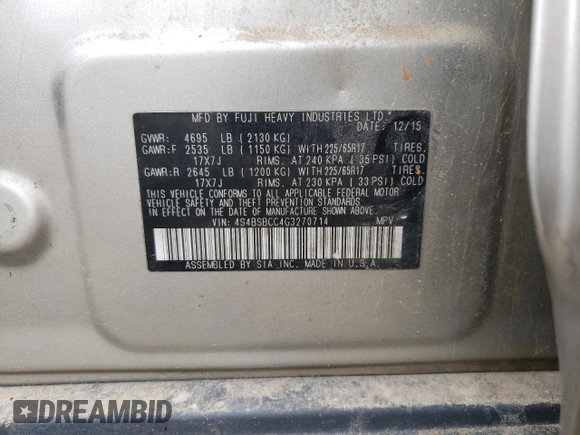 MFD BY FUJI HEAVY INDUSTRIES LTD.
DATE: 12/15
GVWR: 4695 LB ( 2130 KG)
GAWR:F 2535 LB ( 1150 KG) WITH 225/65R17 TIRES.
17X7J RIMS. AT 240 KPA ( 35 PSI) COLD
GAWR:R 2645 LB ( 1200 KG) WITH 225/65R17 TIRES.
17X7J RIMS. AT 230 KPA ( 33 PSI) COLD
THIS VEHICLE CONFORMS TO ALL APPLICABLE FEDERAL MOTOR
VEHICLE SAFETY AND THEFT PREVENTION STANDARDS
IN EFFECT ON THE DATE OF MANUFACTURE SHOWN ABOVE.
VIN: 4S4BSBCC4G3270714 MPV
ASSEMBLED BY SIA INC. MADE IN U.S.A.
DREAMBID